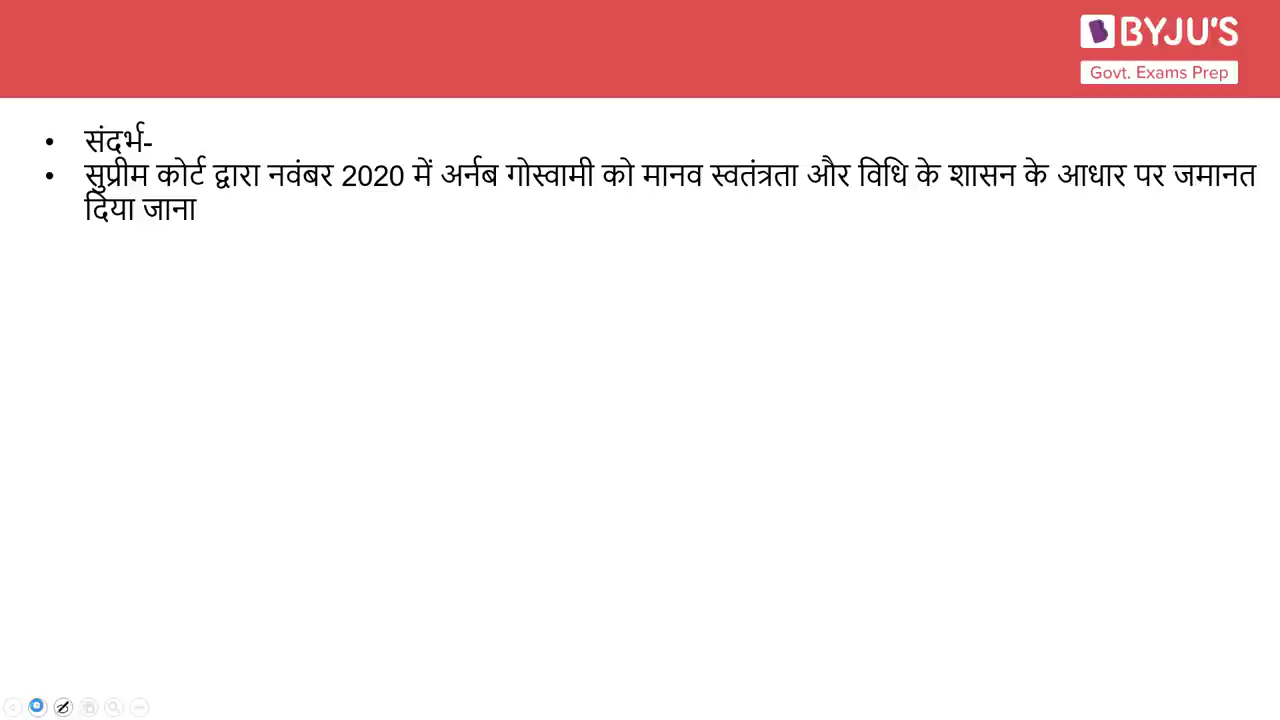 BYJU'S
Govt. Exams Prep
• संदर्भ-
• सुप्रीम कोर्ट द्वारा नवंबर 2020 में अर्नब गोस्वामी को मानव स्वतंत्रता और विधि के शासन के आधार पर जमानत
दिया जाना